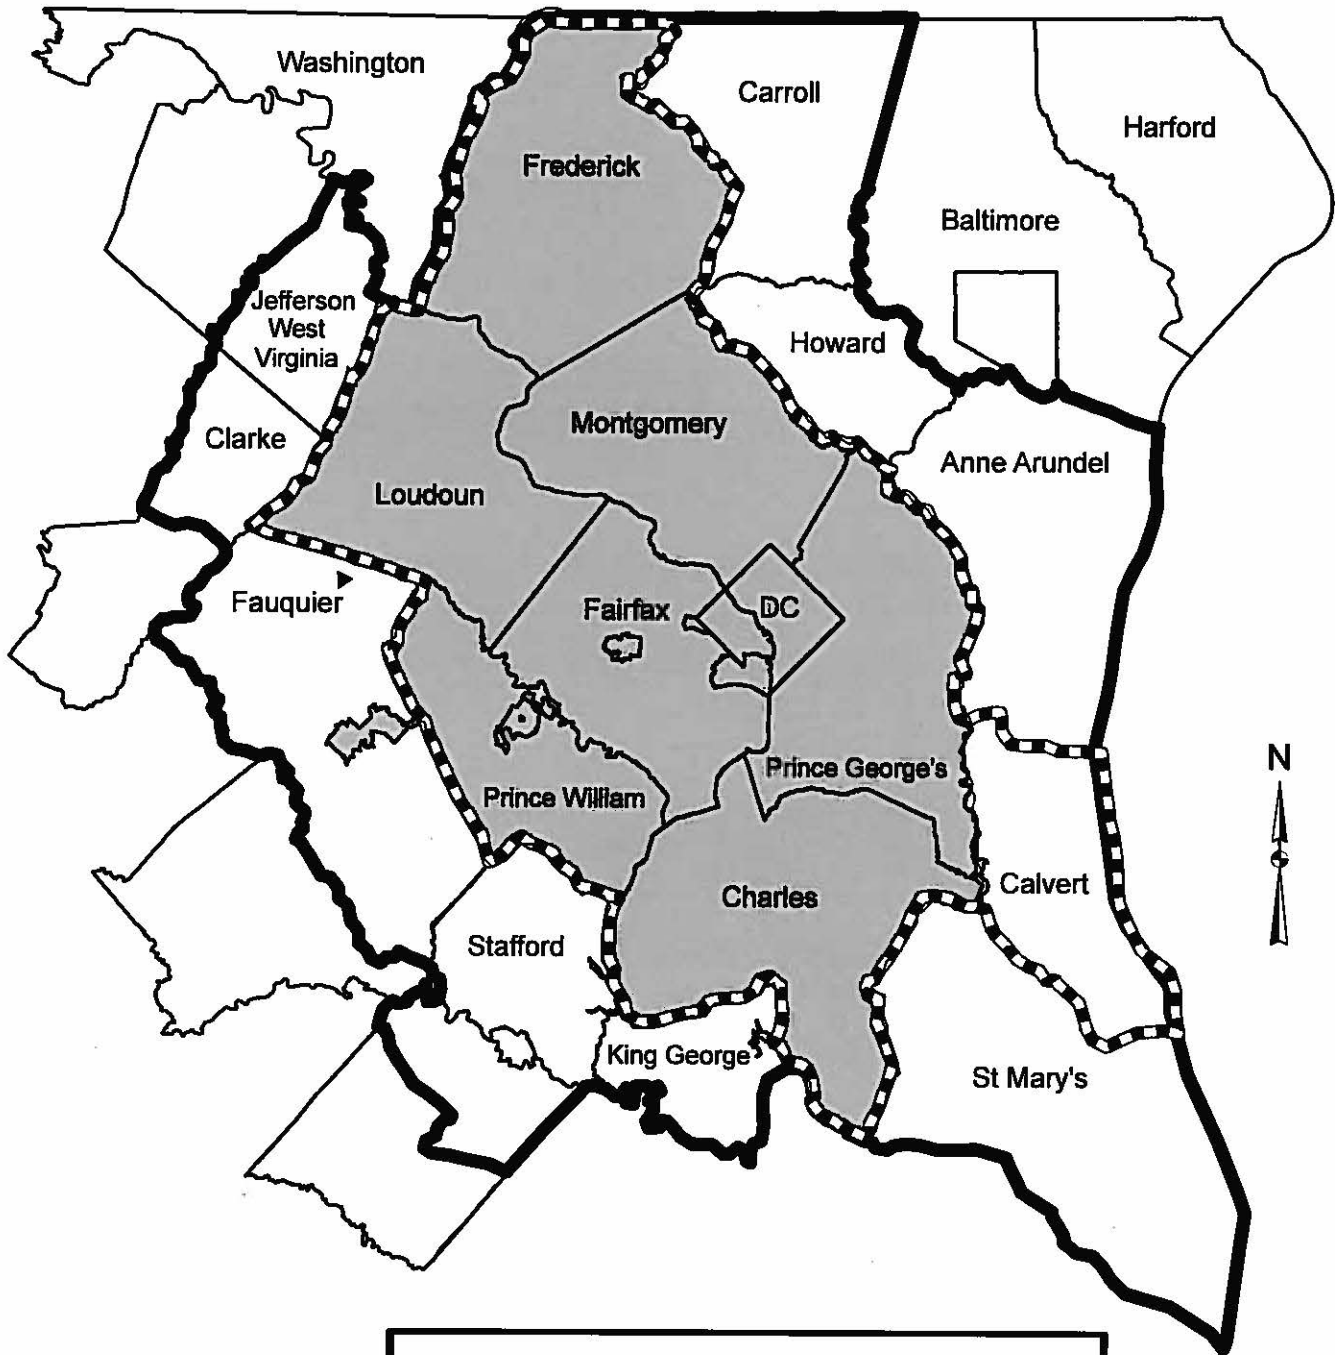 Washington
Carroll
Harford
Frederick
Baltimore
Jefferson
West
Virginia
Howard
Montgomery
Clarke
Anne Arundel
Loudoun
Fauquier
Fairfax
DC
N
Prince George's
Prince William
Calvert
Charles
Stafford
King George
St Mary's